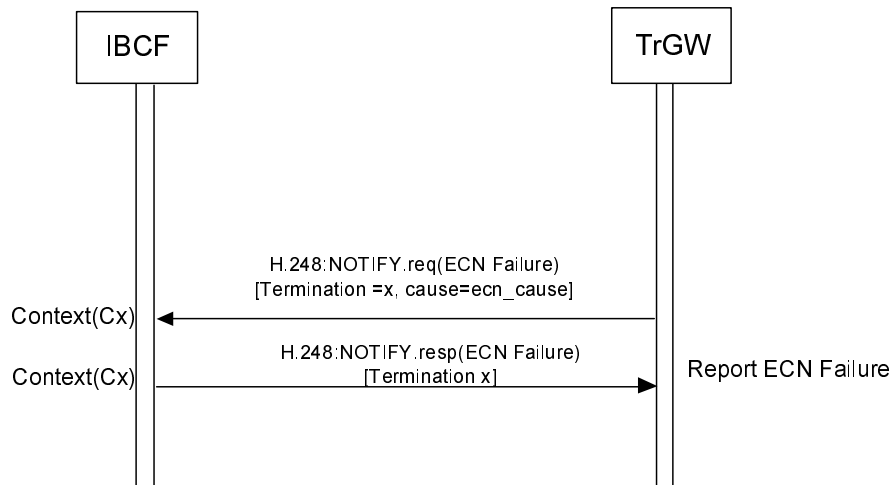 IBCF
TrGW
H.248:NOTIFY.req(ECN Failure)
[Termination =x, cause=ecn_cause]
Context(Cx)
H.248:NOTIFY.resp(ECN Failure)
[Termination x]
Context(Cx)
Report ECN Failure